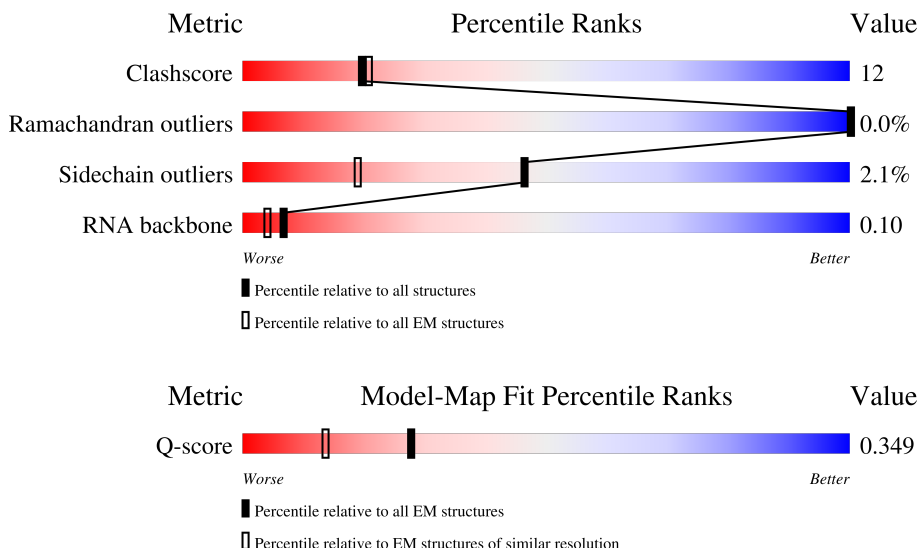 Metric Percentile Ranks Value
Clashscore 12
Ramachandran outliers 0.0%
Sidechain outliers 2.1%
RNA backbone 0.10
Worse Better
Percentile relative to all structures
Percentile relative to all EM structures
Metric Model-Map Fit Percentile Ranks Value
Q-score 0.349
Worse Better
Percentile relative to all EM structures
Percentile relative to EM structures of similar resolution